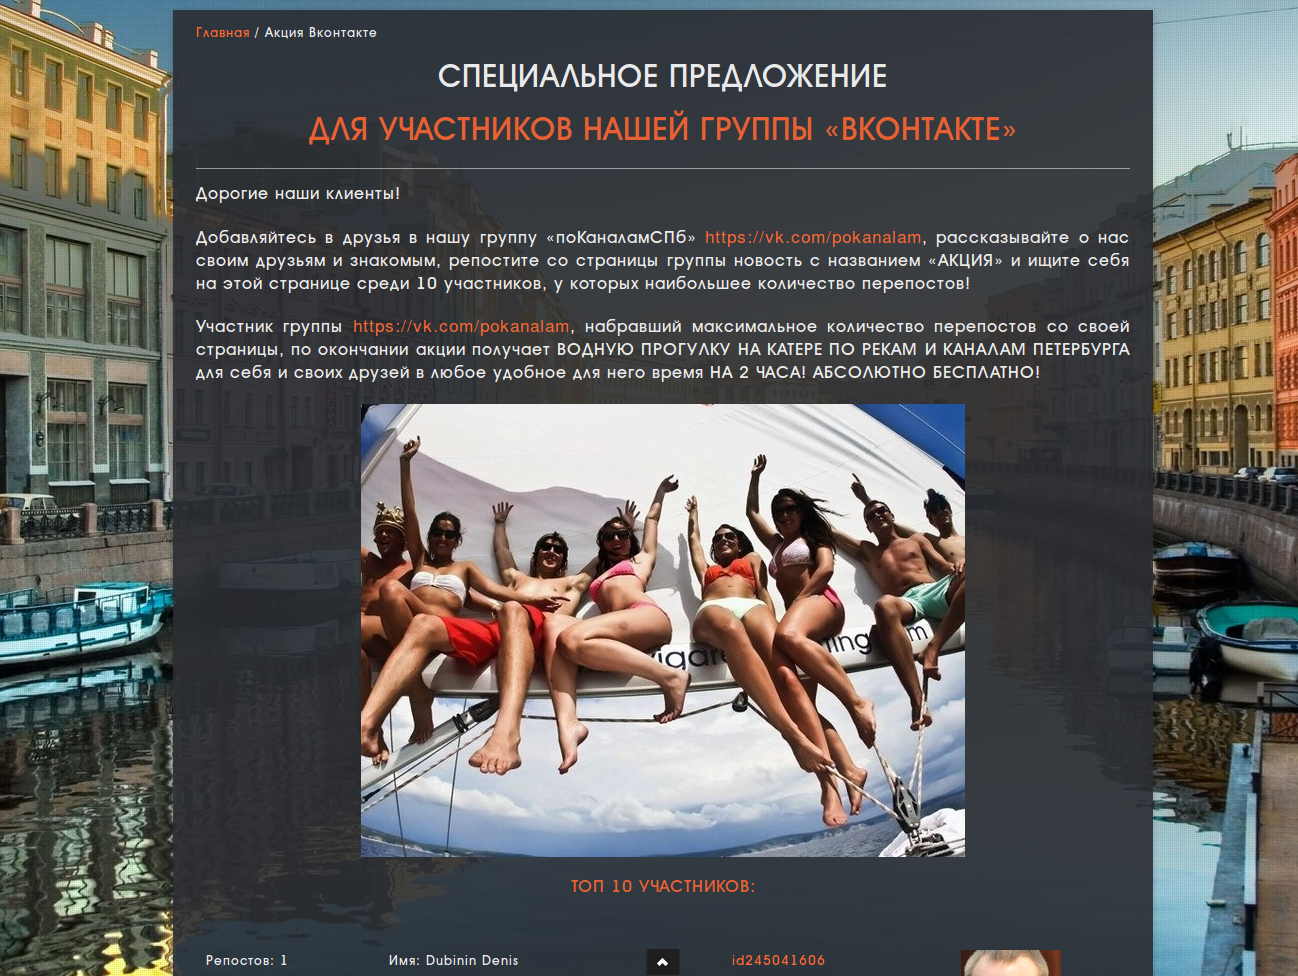 Главная / Акция Вконтакте
СПЕЦИАЛЬНОЕ ПРЕДЛОЖЕНИЕ
ДЛЯ УЧАСТНИКОВ НАШЕЙ ГРУППЫ «ВКОНТАКТЕ»
Дорогие наши клиенты!
Добавляйтесь в друзья в нашу группу «поКаналамСПб» https://vk.com/pokanalam, рассказывайте о нас
своим друзьям и знакомым, репостите со страницы группы новость с названием «АКЦИЯ» и ищите себя
на этой странице среди 10 участников, у которых наибольшее количество перепостов!
Участник группы https://vk.com/pokanalam, набравший максимальное количество перепостов со своей
страницы, по окончании акции получает ВОДНУЮ ПРОГУЛКУ НА КАТЕРЕ ПО РЕКАМ И КАНАЛАМ ПЕТЕРБУРГА
для себя и своих друзей в любое удобное для него время НА 2 ЧАСА! АБСОЛЮТНО БЕСПЛАТНО!
ТОП 10 УЧАСТНИКОВ:
Репостов: 1 Имя: Dubinin Denis id245041606